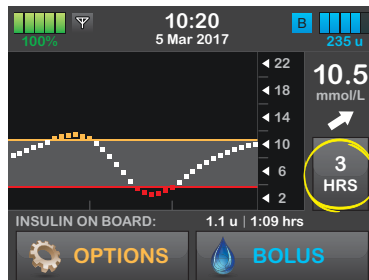 100%
10:20
5 Mar 2017
B
235 u
22
18
14
10
6
2
10.5
mmol/L
3
HRS
INSULIN ON BOARD: 1.1 u | 1:09 hrs
OPTIONS
BOLUS